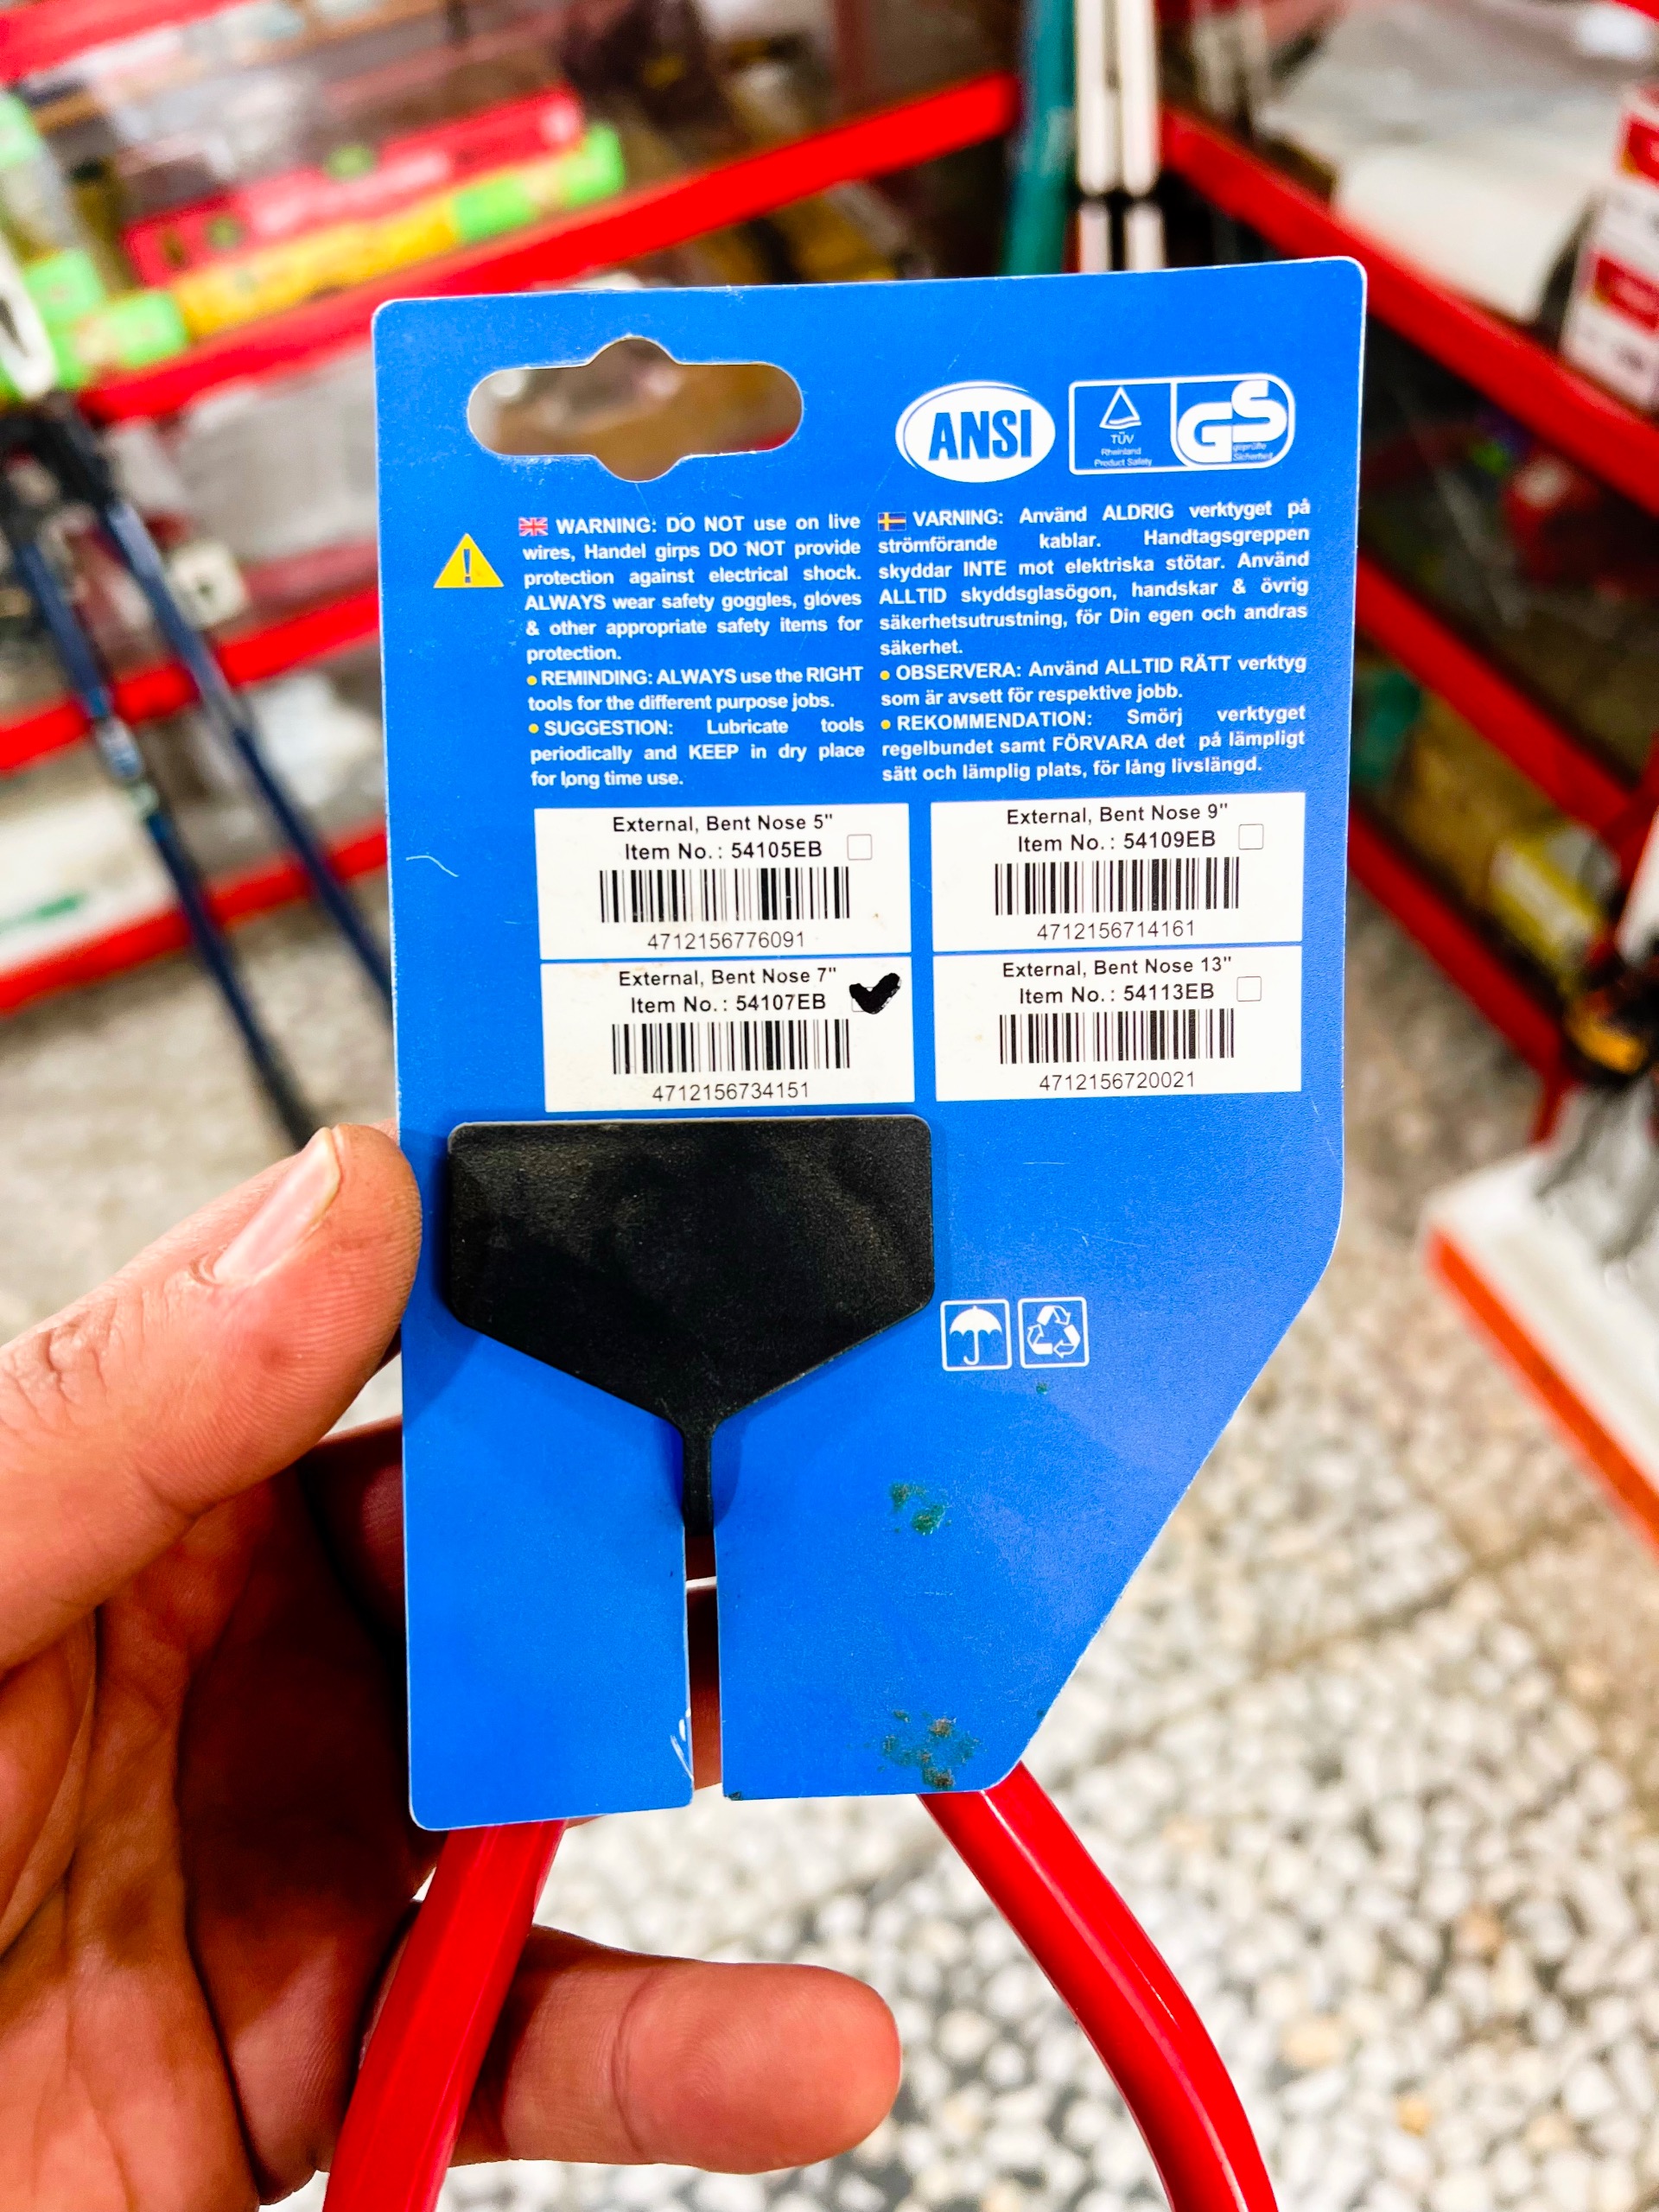 ANSI
TÜV
Rheinland
Product Safety
GS
geprüfte
Sicherheit
WARNING: DO NOT use on live
wires, Handel girps DO NOT provide
protection against electrical shock.
ALWAYS wear safety goggles, gloves
& other appropriate safety items for
protection.
REMINDING: ALWAYS use the RIGHT
tools for the different purpose jobs.
SUGGESTION: Lubricate tools
periodically and KEEP in dry place
for long time use.
VARNING: Använd ALDRIG verktyget på
strömförande kablar. Handtagsgreppen
skyddar INTE mot elektriska stötar. Använd
ALLTID skyddsglasögon, handskar & övrig
säkerhetsutrustning, för Din egen och andras
säkerhet.
OBSERVERA: Använd ALLTID RÄTT verktyg
som är avsett för respektive jobb.
REKOMMENDATION: Smörj verktyget
regelbundet samt FÖRVARA det på lämpligt
sätt och lämplig plats, för lång livslängd.
External, Bent Nose 5"
Item No.: 54105EB
4712156776091
External, Bent Nose 9"
Item No.: 54109EB
4712156714161
External, Bent Nose 7"
Item No.: 54107EB
4712156734151
External, Bent Nose 13"
Item No.: 54113EB
4712156720021